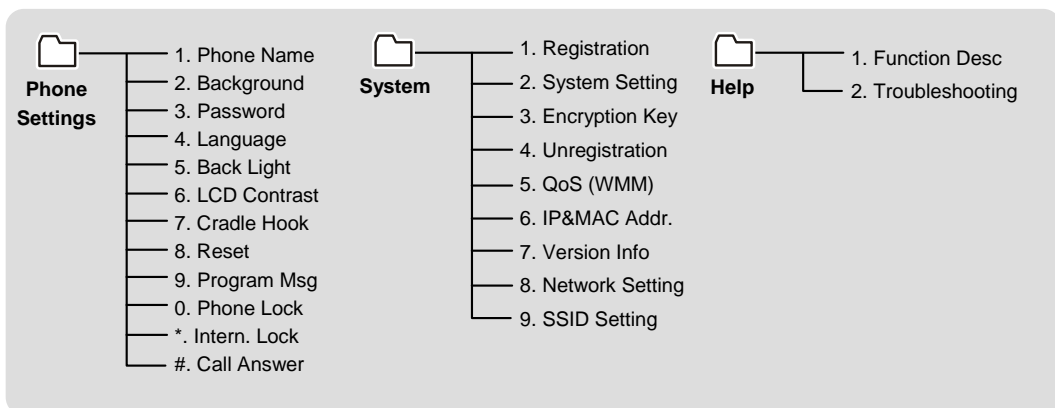 Phone
Settings
1. Phone Name
2. Background
3. Password
4. Language
5. Back Light
6. LCD Contrast
7. Cradle Hook
8. Reset
9. Program Msg
0. Phone Lock
*. Intern. Lock
#. Call Answer
System
1. Registration
2. System Setting
3. Encryption Key
4. Unregistration
5. QoS (WMM)
6. IP&MAC Addr.
7. Version Info
8. Network Setting
9. SSID Setting
Help
1. Function Desc
2. Troubleshooting